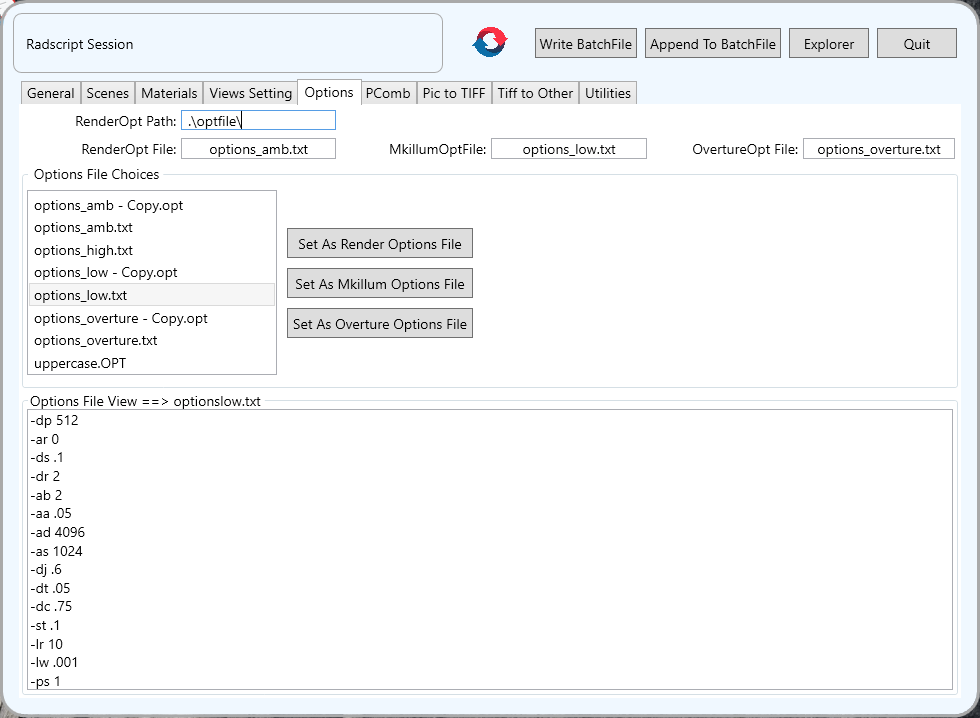 Radscript Session
Write BatchFile Append To BatchFile Explorer Quit
General Scenes Materials Views Setting Options PComb Pic to TIFF Tiff to Other Utilities
RenderOpt Path: .\optfile\
RenderOpt File: options_amb.txt MkillumOptFile: options_low.txt OvertureOpt File: options_overture.txt
Options File Choices
options_amb - Copy.opt
options_amb.txt
options_high.txt
options_low - Copy.opt
options_low.txt
options_overture - Copy.opt
options_overture.txt
uppercase.OPT
Set As Render Options File
Set As Mkillum Options File
Set As Overture Options File
Options File View ==> optionslow.txt
-dp 512
-ar 0
-ds .1
-dr 2
-ab 2
-aa .05
-ad 4096
-as 1024
-dj .6
-dt .05
-dc .75
-st .1
-lr 10
-lw .001
-ps 1